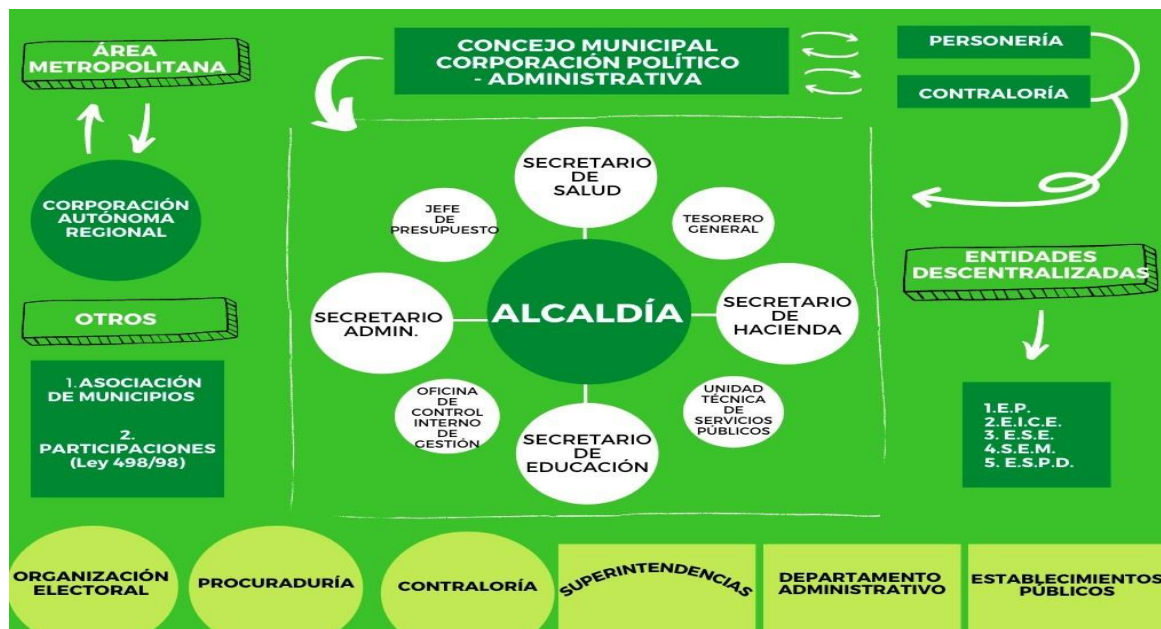 ÁREA
METROPOLITANA
CONCEJO MUNICIPAL
CORPORACIÓN POLÍTICO
- ADMINISTRATIVA
PERSONERÍA
CONTRALORÍA
CORPORACIÓN
AUTÓNOMA
REGIONAL
OTROS
1.ASOCIACIÓN
DE MUNICIPIOS
2.
PARTICIPACIONES
(Ley 498/98)
SECRETARIO
DE
SALUD
JEFE
DE
PRESUPUESTO
TESORERO
GENERAL
SECRETARIO
ADMIN.
ALCALDÍA
SECRETARIO
DE
HACIENDA
OFICINA
DE
CONTROL
INTERNO
DE
GESTIÓN
SECRETARIO
DE
EDUCACIÓN
UNIDAD
TÉCNICA
DE
SERVICIOS
PÚBLICOS
ENTIDADES
DESCENTRALIZADAS
1.E.P.
2.E.I.C.E.
3. E.S.E.
4.S.E.M.
5. E.S.P.D.
ORGANIZACIÓN
ELECTORAL
PROCURADURÍA
CONTRALORÍA
SUPERINTENDENCIAS
DEPARTAMENTO
ADMINISTRATIVO
ESTABLECIMIENTOS
PÚBLICOS